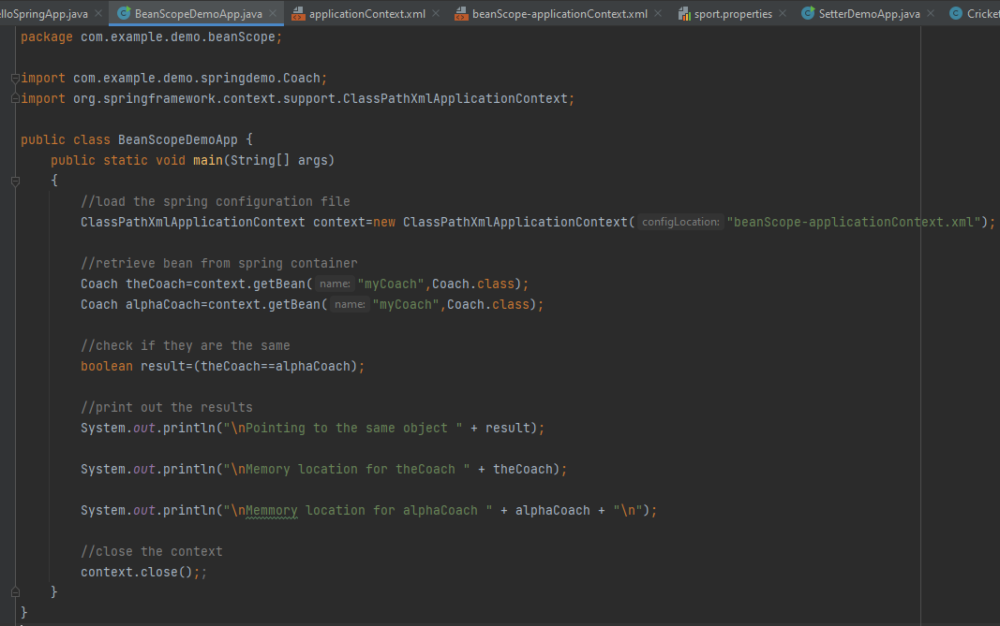 lloSpringApp.java BeanScopeDemoApp.java applicationContext.xml beanScope-applicationContext.xml sport.properties SetterDemoApp.java Cricket
package com.example.demo.beanScope;
import com.example.demo.springdemo.Coach;
import org.springframework.context.support.ClassPathXmlApplicationContext;
public class BeanScopeDemoApp {
public static void main(String[] args)
{
//load the spring configuration file
ClassPathXmlApplicationContext context=new ClassPathXmlApplicationContext( configLocation: "beanScope-applicationContext.xml");
//retrieve bean from spring container
Coach theCoach=context.getBean( name: "myCoach",Coach.class);
Coach alphaCoach=context.getBean( name: "myCoach",Coach.class);
//check if they are the same
boolean result=(theCoach==alphaCoach);
//print out the results
System.out.println("\nPointing to the same object " + result);
System.out.println("\nMemory location for theCoach " + theCoach);
System.out.println("\nMemmory location for alphaCoach " + alphaCoach + "\n");
//close the context
context.close();;
}
}